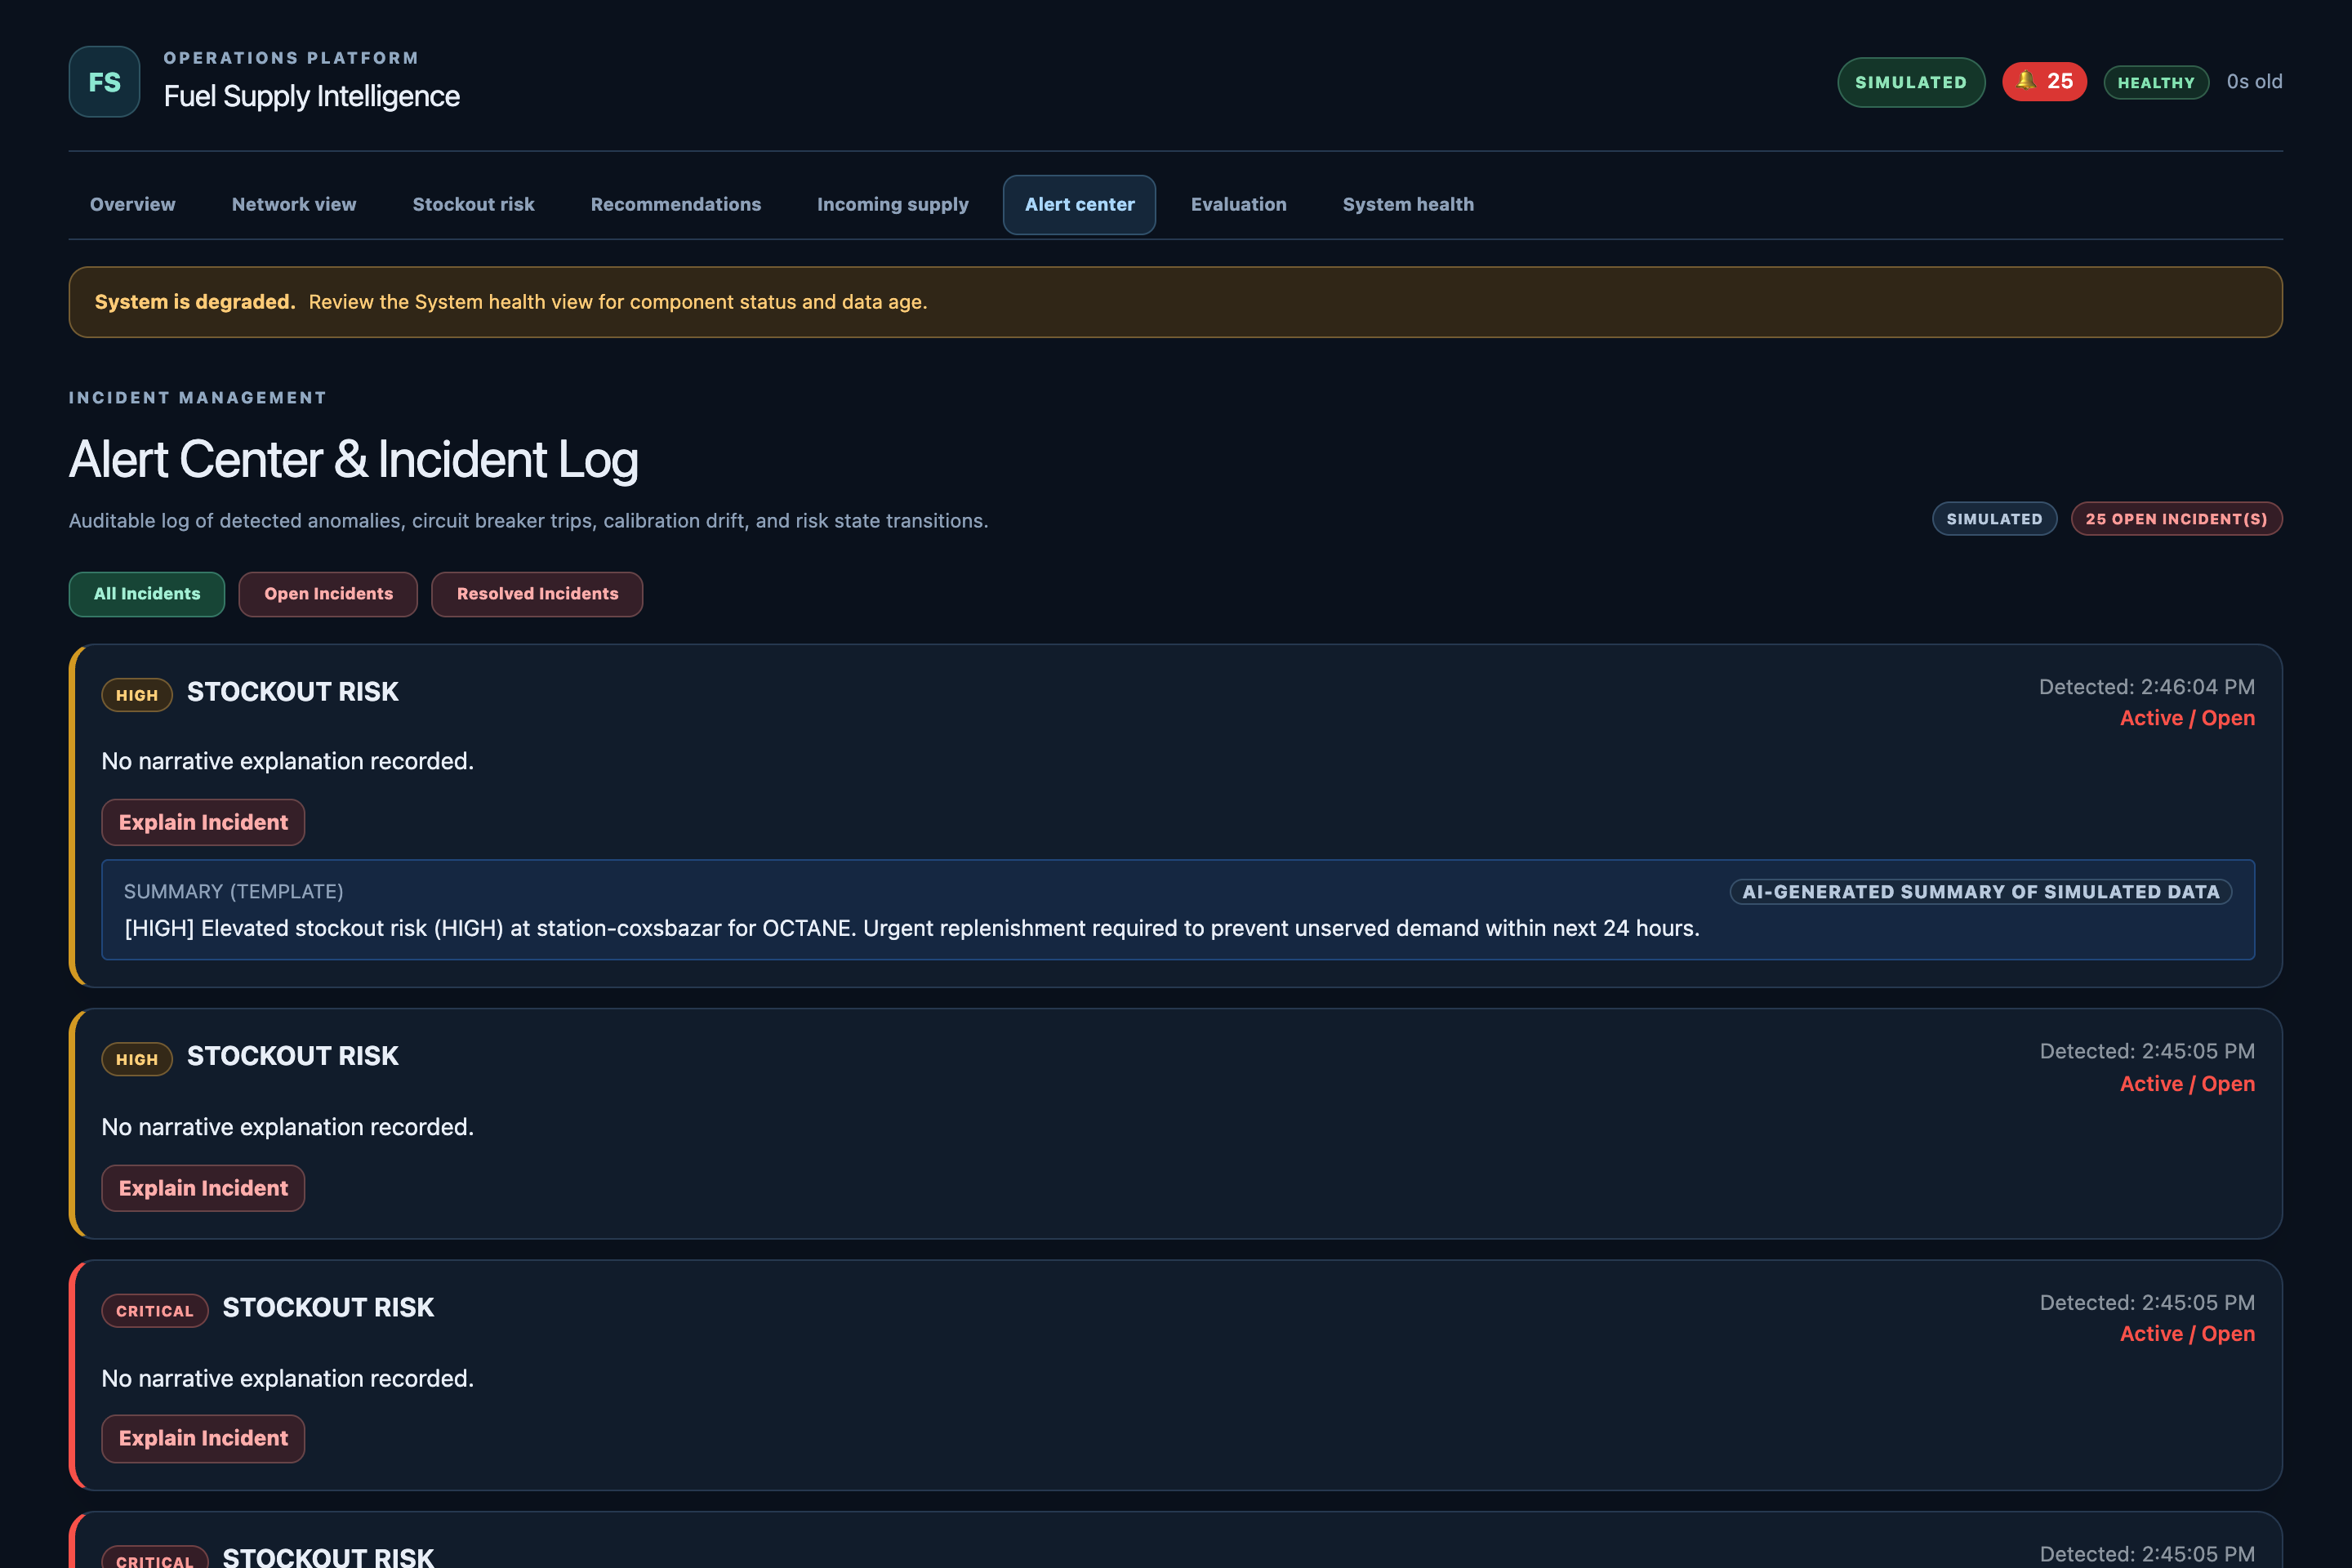 FS
OPERATIONS PLATFORM
Fuel Supply Intelligence
SIMULATED
25
HEALTHY
0s old
Overview
Network view
Stockout risk
Recommendations
Incoming supply
Alert center
Evaluation
System health
System is degraded. Review the System health view for component status and data age.
INCIDENT MANAGEMENT
Alert Center & Incident Log
Auditable log of detected anomalies, circuit breaker trips, calibration drift, and risk state transitions.
SIMULATED
25 OPEN INCIDENT(S)
All Incidents
Open Incidents
Resolved Incidents
HIGH STOCKOUT RISK
Detected: 2:46:04 PM
Active / Open
No narrative explanation recorded.
Explain Incident
SUMMARY (TEMPLATE)
AI-GENERATED SUMMARY OF SIMULATED DATA
[HIGH] Elevated stockout risk (HIGH) at station-coxsbazar for OCTANE. Urgent replenishment required to prevent unserved demand within next 24 hours.
HIGH STOCKOUT RISK
Detected: 2:45:05 PM
Active / Open
No narrative explanation recorded.
Explain Incident
CRITICAL STOCKOUT RISK
Detected: 2:45:05 PM
Active / Open
No narrative explanation recorded.
Explain Incident
CRITICAL STOCKOUT RISK
Detected: 2:45:05 PM